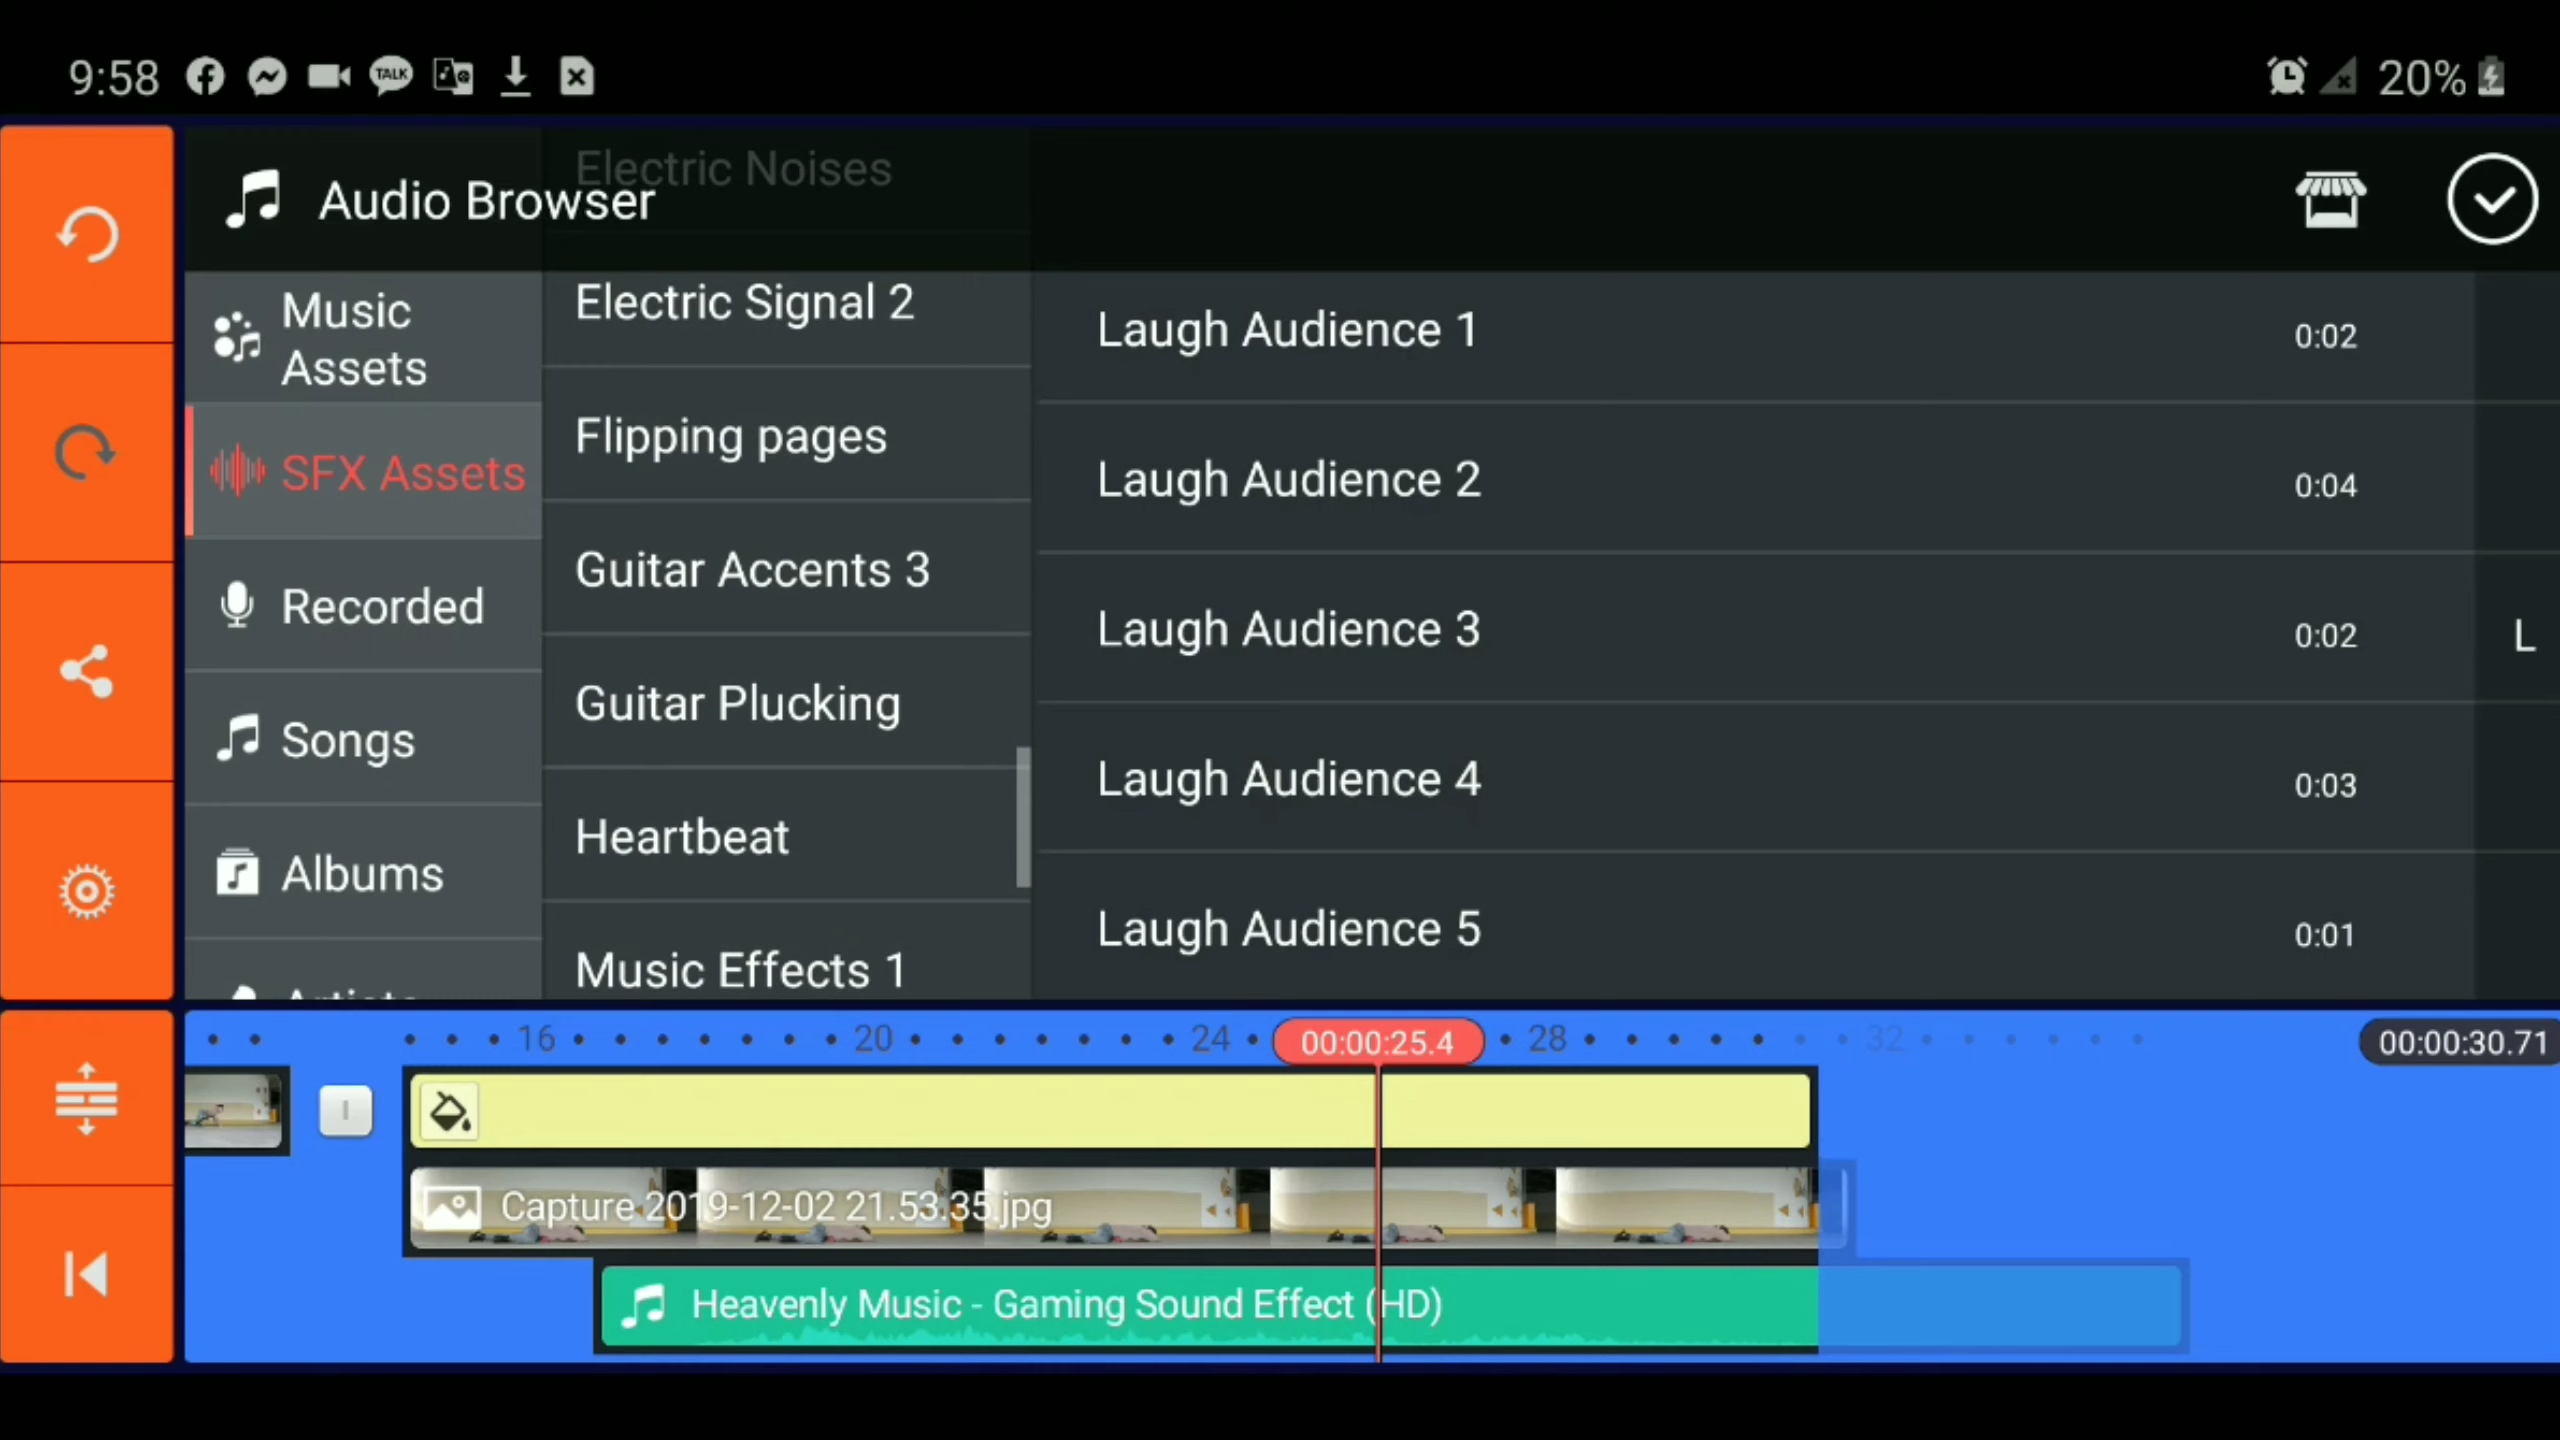 9:58
TALK
20%
Audio Browser
Electric Noises
Music
Assets
SFX Assets
Recorded
Songs
Albums
Artists
Electric Signal 2
Flipping pages
Guitar Accents 3
Guitar Plucking
Heartbeat
Music Effects 1
Laugh Audience 1
0:02
Laugh Audience 2
0:04
Laugh Audience 3
0:02
L
Laugh Audience 4
0:03
Laugh Audience 5
0:01
16
20
24
00:00:25.4
28
32
00:00:30.71
Capture 2019-12-02 21.53.35.jpg
Heavenly Music - Gaming Sound Effect (HD)